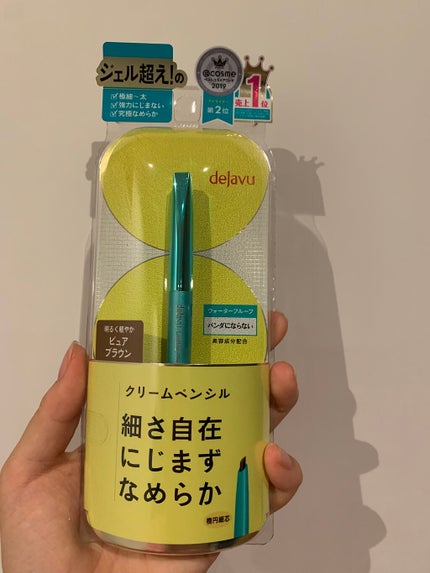 ジェル超え!の
極細~太
強力にじまない
究極なめらか
@cosme
2019
第2位
売上1位
dejavu
明るく軽やか
ピュア
ブラウン
ウォータープルーフ
パンダにならない
美容成分配合
クリームペンシル
細さ自在
にじまず
なめらか
楕円細芯